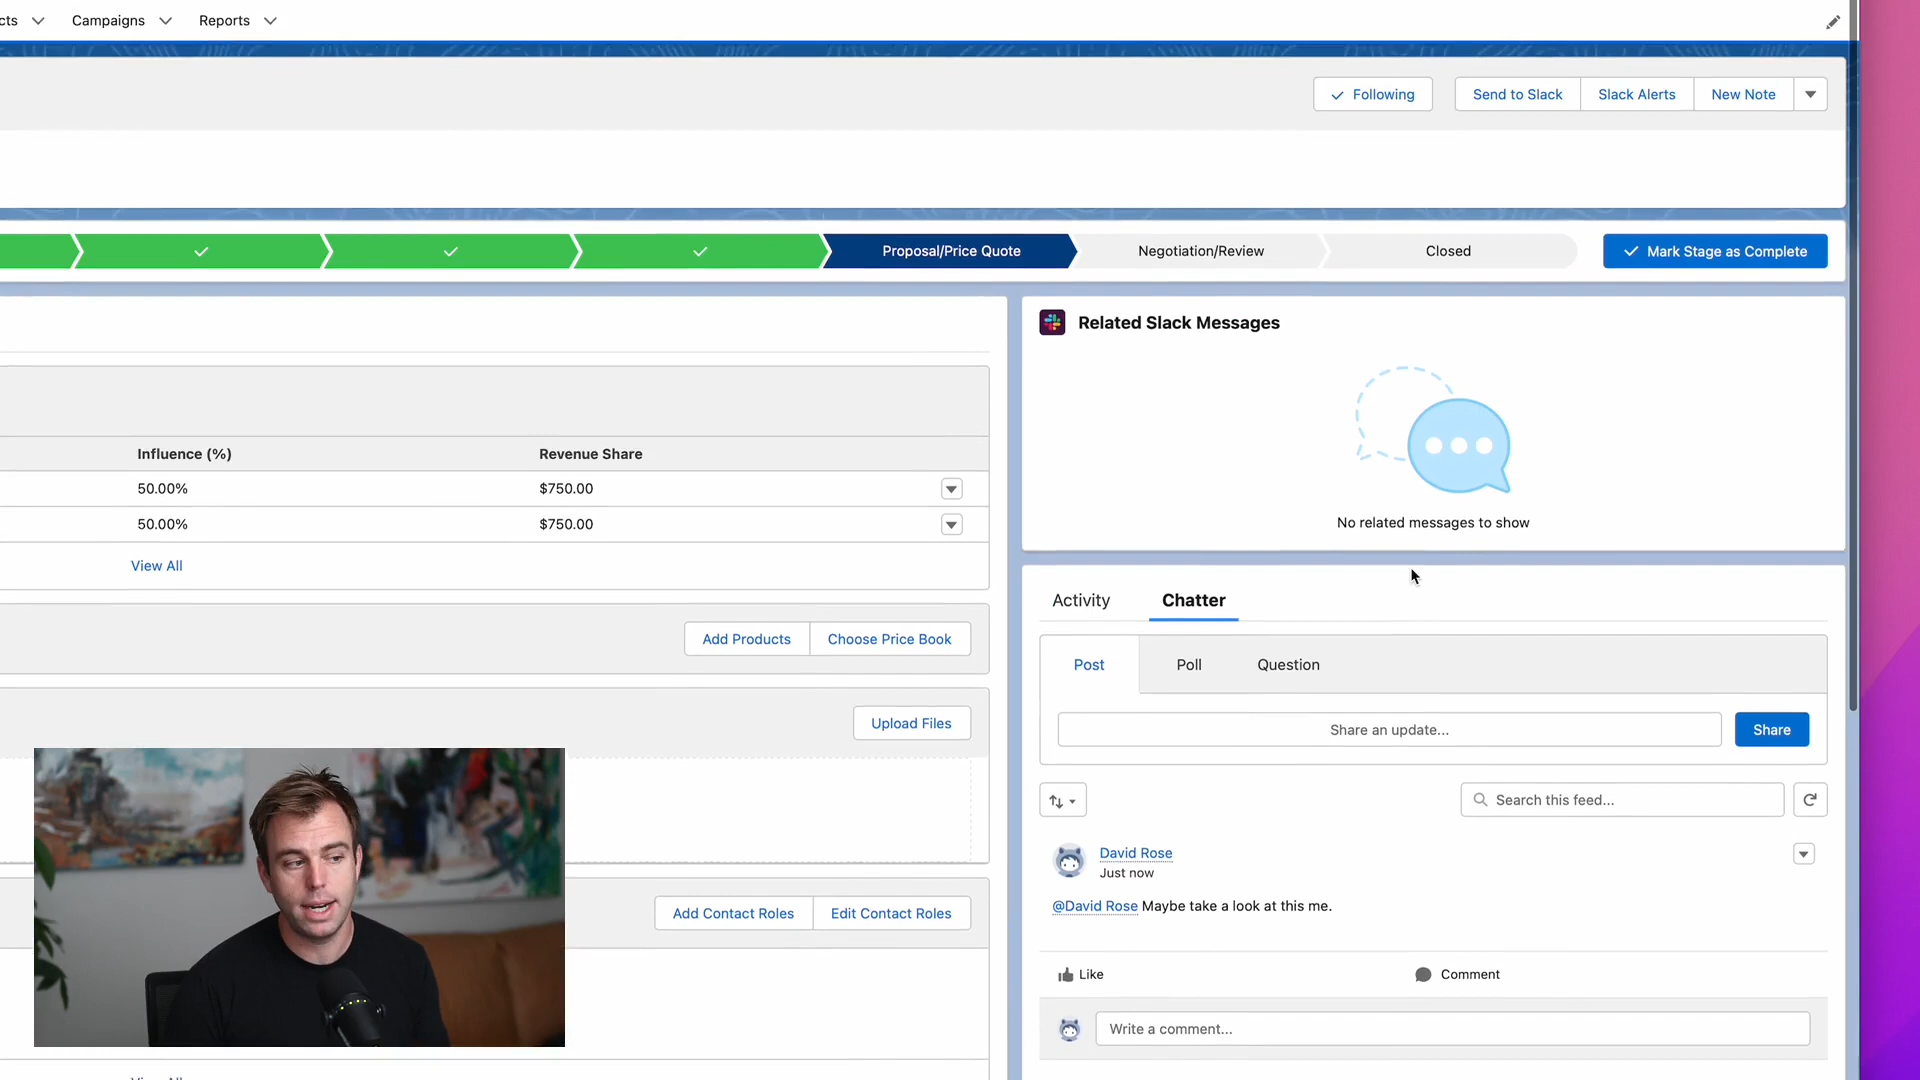 cts Campaigns Reports
Following Send to Slack Slack Alerts New Note
Proposal/Price Quote Negotiation/Review Closed Mark Stage as Complete
Related Slack Messages
No related messages to show
Influence (%) Revenue Share
50.00% $750.00
50.00% $750.00
View All
Add Products Choose Price Book
Upload Files
Add Contact Roles Edit Contact Roles
Activity Chatter
Post Poll Question
Share an update... Share
Search this feed...
David Rose
Just now
@David Rose Maybe take a look at this me.
Like Comment
Write a comment...